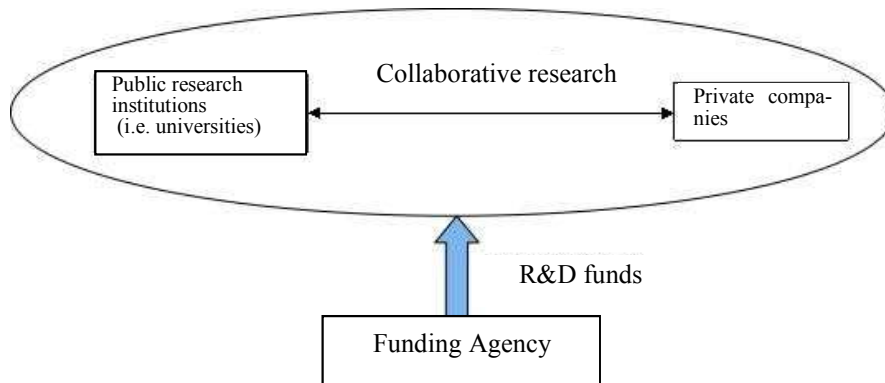 Collaborative research
Public research
institutions
(i.e. universities)
Private compa-
nies
R&D funds
Funding Agency